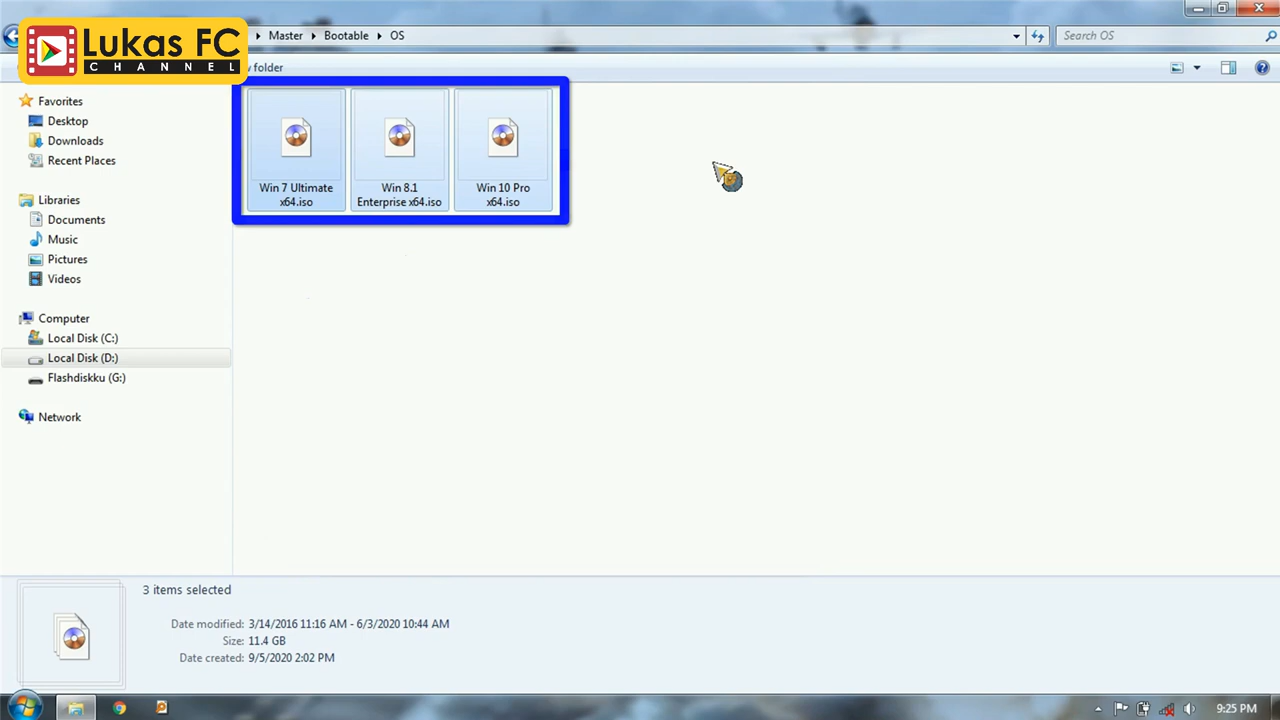 Lukas FC
CHANNEL
Master
Bootable
OS
Search OS
folder
Favorites
Desktop
Downloads
Recent Places
Libraries
Documents
Music
Pictures
Videos
Computer
Local Disk (C:)
Local Disk (D:)
Flashdiskku (G:)
Network
Win 7 Ultimate
x64.iso
Win 8.1
Enterprise x64.iso
Win 10 Pro
x64.iso
3 items selected
Date modified: 3/14/2016 11:16 AM - 6/3/2020 10:44 AM
Size: 11.4 GB
Date created: 9/5/2020 2:02 PM
9:25 PM